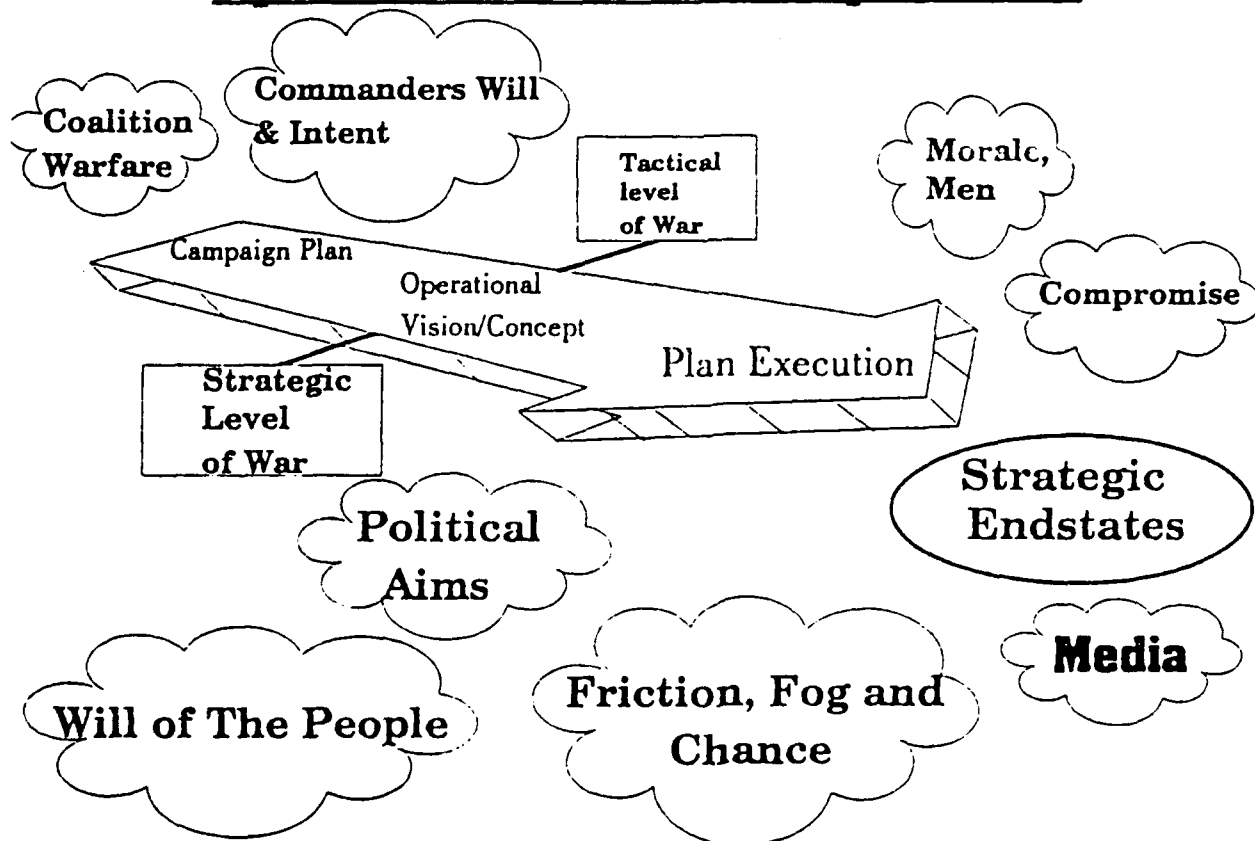 Coalition
Warfare
Commanders Will
& Intent
Tactical
level
of War
Morale,
Men
Campaign Plan
Operational
Vision/Concept
Compromise
Plan Execution
Strategic
Level
of War
Strategic
Endstates
Political
Aims
Media
Will of The People
Friction, Fog and
Chance